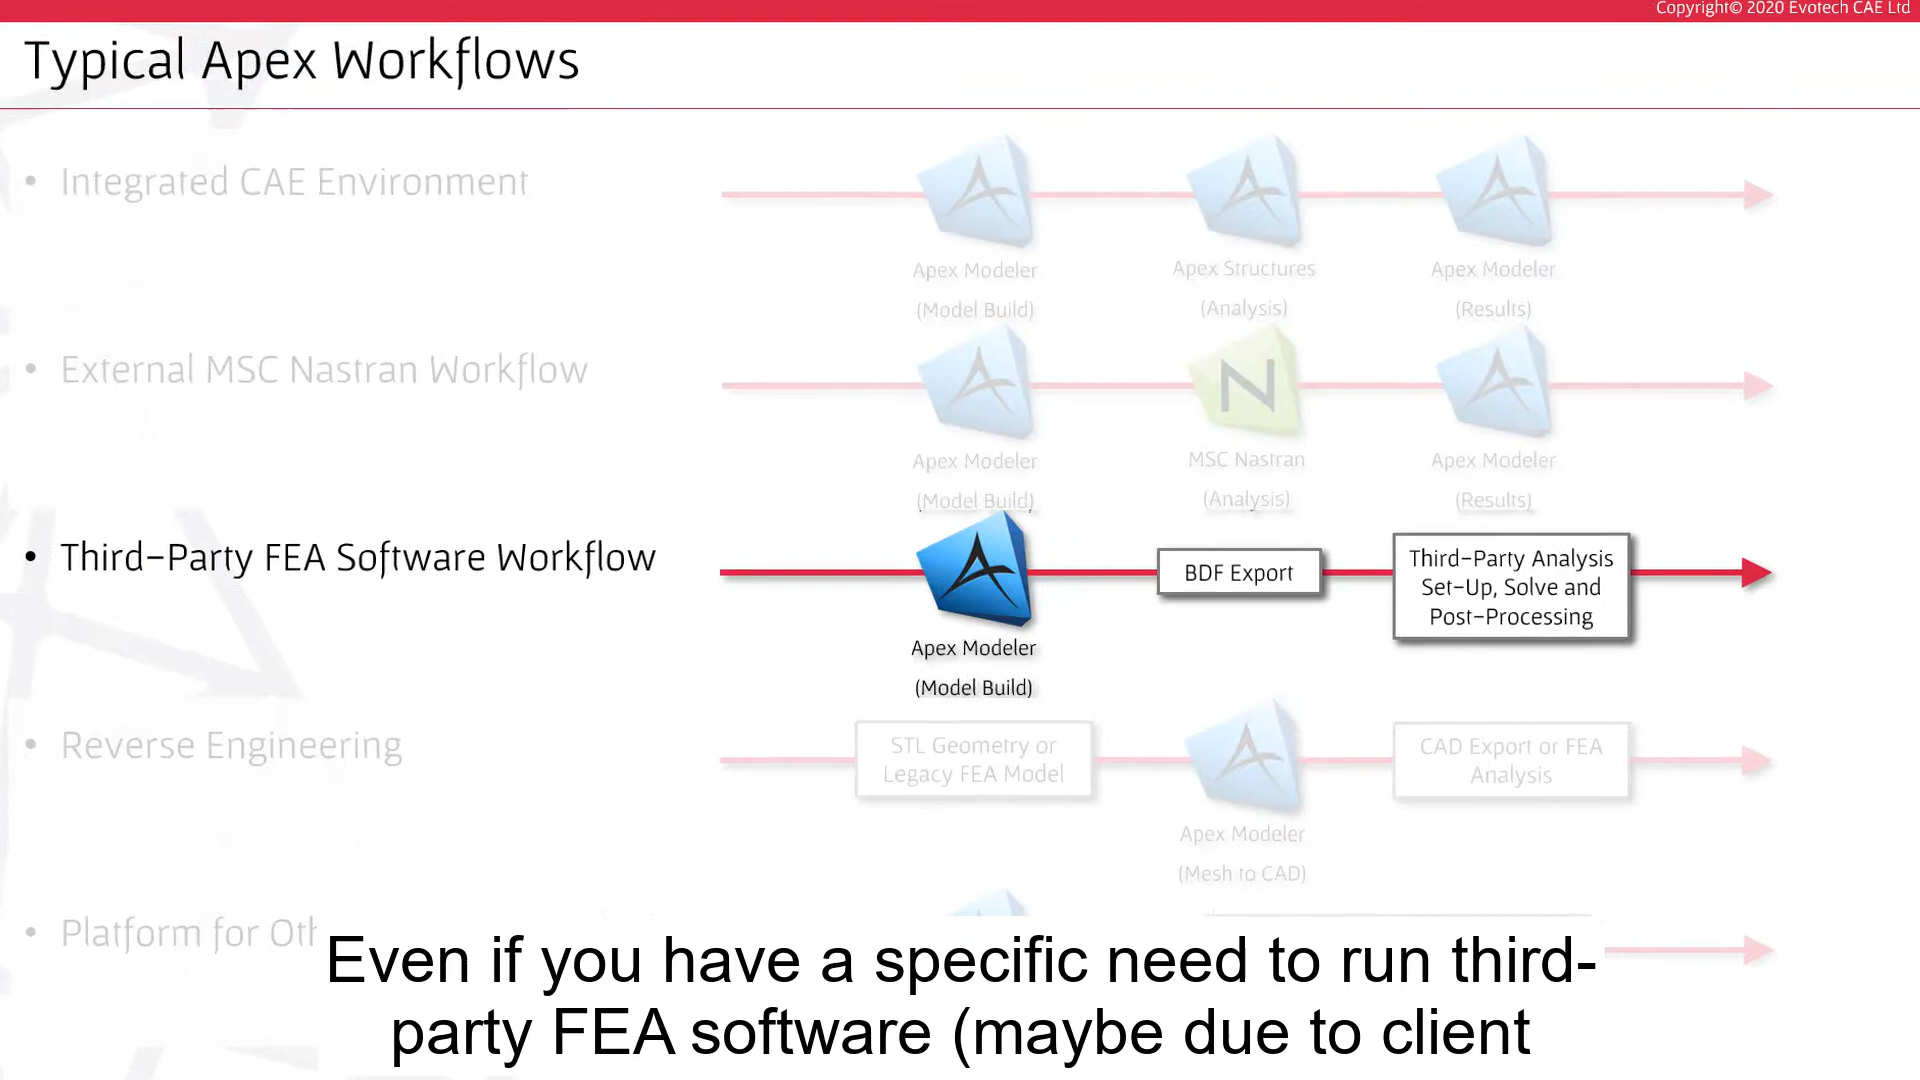 Copyright© 2020 Evotech CAE Ltd
Typical Apex Workflows
• Integrated CAE Environment
Apex Modeler
(Model Build)
Apex Structures
(Analysis)
Apex Modeler
(Results)
• External MSC Nastran Workflow
N
Apex Modeler
(Model Build)
MSC Nastran
(Analysis)
Apex Modeler
(Results)
• Third-Party FEA Software Workflow
Apex Modeler
(Model Build)
BDF Export
Third-Party Analysis
Set-Up, Solve and
Post-Processing
• Reverse Engineering
STL Geometry or
Legacy FEA Model
Apex Modeler
(Mesh to CAD)
CAD Export or FEA
Analysis
• Platform for
Even if you have a specific need to run third-
party FEA software (maybe due to client